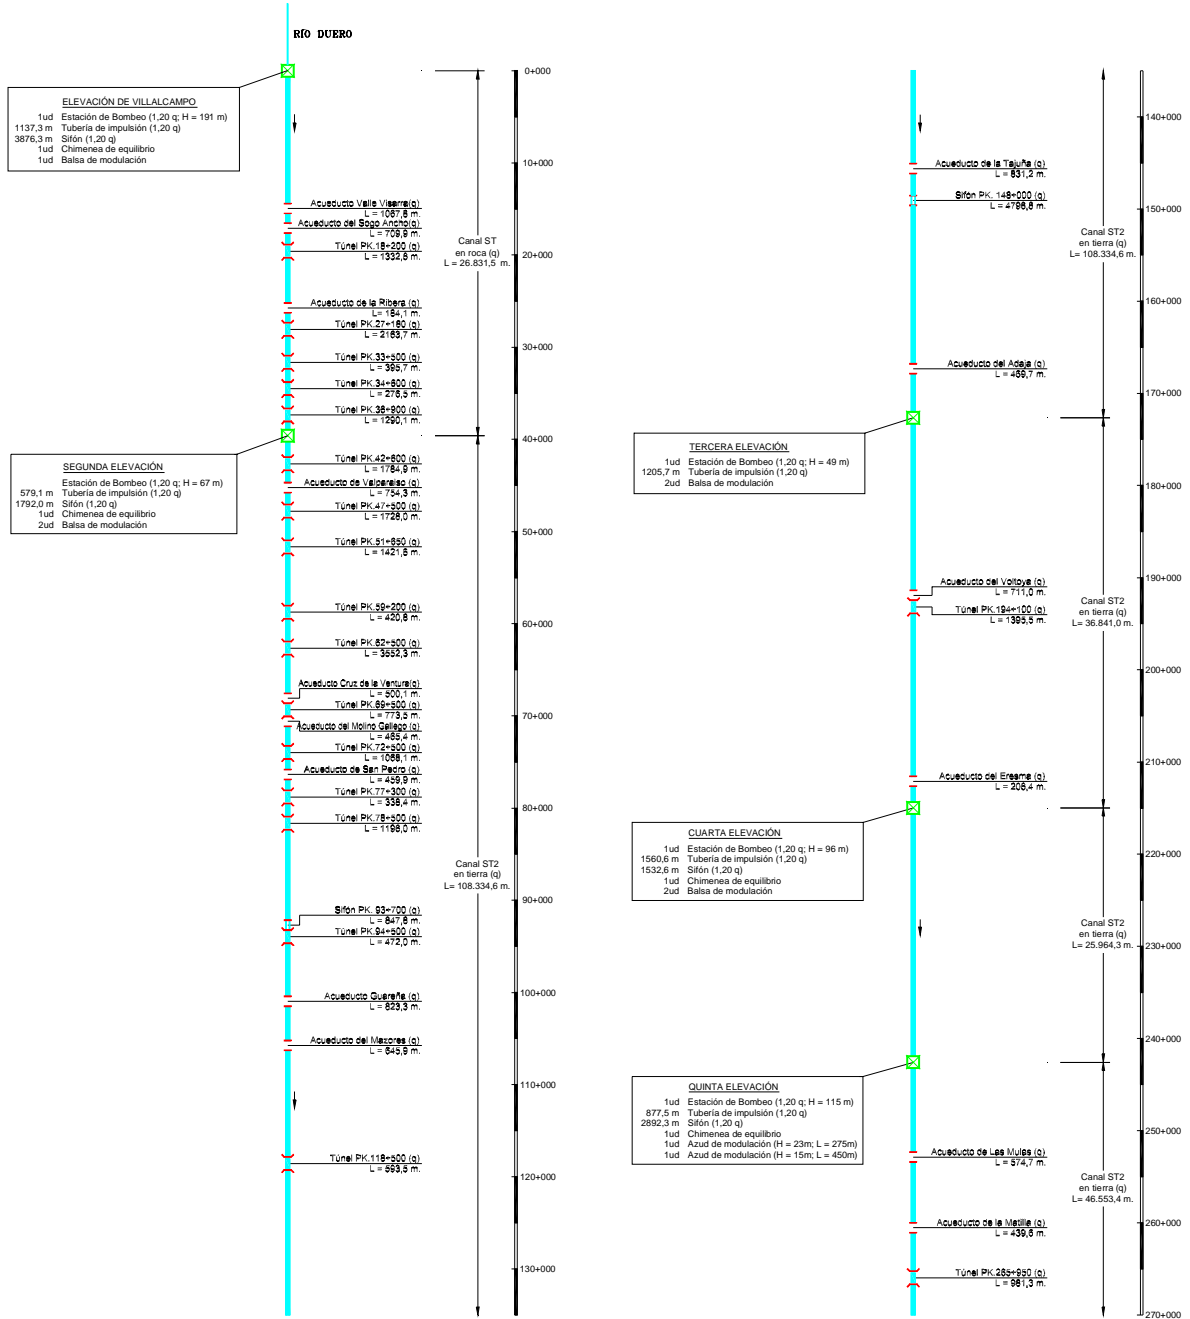 RÍO DUERO
ELEVACIÓN DE VILLALCAMPO
1ud Estación de Bombeo (1,20 q; H = 191 m)
1137,3 m Tubería de impulsión (1,20 q)
3876,3 m Sifón (1,20 q)
1ud Chimenea de equilibrio
1ud Balsa de modulación
Acueducto Valle Visarra(q)
L = 1067,6 m.
Acueducto del Sogo Ancho(q)
L = 709,9 m.
Túnel PK.18+200 (q)
L = 1332,6 m.
Acueducto de la Ribera (q)
L= 184,1 m.
Túnel PK.27+160 (q)
L = 2163,7 m.
Túnel PK.33+500 (q)
L = 395,7 m.
Túnel PK.34+600 (q)
L = 276,5 m.
Túnel PK.36+900 (q)
L = 1290,1 m.
SEGUNDA ELEVACIÓN
Estación de Bombeo (1,20 q; H = 67 m)
579,1 m Tubería de impulsión (1,20 q)
1792,0 m Sifón (1,20 q)
1ud Chimenea de equilibrio
2ud Balsa de modulación
Túnel PK.42+600 (q)
L = 1784,9 m.
Acueducto de Valparaiso (q)
L = 754,3 m.
Túnel PK.47+500 (q)
L = 1726,0 m.
Túnel PK.51+650 (q)
L = 1421,6 m.
Túnel PK.59+200 (q)
L = 420,6 m.
Túnel PK.62+500 (q)
L = 3552,3 m.
Acueducto Cruz de la Ventura(q)
L = 500,1 m.
Túnel PK.69+500 (q)
L = 773,5 m.
Acueducto del Molino Gallego (q)
L = 465,4 m.
Túnel PK.72+500 (q)
L = 1068,1 m.
Acueducto de San Pedro (q)
L = 459,9 m.
Túnel PK.77+300 (q)
L = 338,4 m.
Túnel PK.78+500 (q)
L = 1198,0 m.
Sifón PK. 93+700 (q)
L = 847,6 m.
Túnel PK.94+500 (q)
L = 472,0 m.
Acueducto Guareña (q)
L = 823,3 m.
Acueducto del Mazores (q)
L = 645,9 m.
Túnel PK.118+500 (q)
L = 593,5 m.
Canal ST
en roca (q)
L = 26.831,5 m.
Canal ST2
en tierra (q)
L= 108.334,6 m.
0+000
10+000
20+000
30+000
40+000
50+000
60+000
70+000
80+000
90+000
100+000
110+000
120+000
130+000
Acueducto de la Tajuña (q)
L = 831,2 m.
Sifón PK. 148+000 (q)
L = 4796,6 m.
Acueducto del Adaja (q)
L = 469,7 m.
TERCERA ELEVACIÓN
1ud Estación de Bombeo (1,20 q; H = 49 m)
1205,7 m Tubería de impulsión (1,20 q)
2ud Balsa de modulación
Acueducto del Voltoya (q)
L = 711,0 m.
Túnel PK.194+100 (q)
L = 1395,5 m.
Acueducto del Eresma (q)
L = 206,4 m.
CUARTA ELEVACIÓN
1ud Estación de Bombeo (1,20 q; H = 96 m)
1560,6 m Tubería de impulsión (1,20 q)
1532,6 m Sifón (1,20 q)
1ud Chimenea de equilibrio
2ud Balsa de modulación
QUINTA ELEVACIÓN
1ud Estación de Bombeo (1,20 q; H = 115 m)
877,5 m Tubería de impulsión (1,20 q)
2892,3 m Sifón (1,20 q)
1ud Chimenea de equilibrio
1ud Azud de modulación (H = 23m; L = 275m)
1ud Azud de modulación (H = 15m; L = 450m)
Acueducto de Las Mulas (q)
L = 574,7 m.
Acueducto de la Matilla (q)
L = 439,6 m.
Túnel PK.265+950 (q)
L = 981,3 m.
Canal ST2
en tierra (q)
L= 108.334,6 m.
Canal ST2
en tierra (q)
L= 36.841,0 m.
Canal ST2
en tierra (q)
L= 25.964,3 m.
Canal ST2
en tierra (q)
L= 46.553,4 m.
140+000
150+000
160+000
170+000
180+000
190+000
200+000
210+000
220+000
230+000
240+000
250+000
260+000
270+000